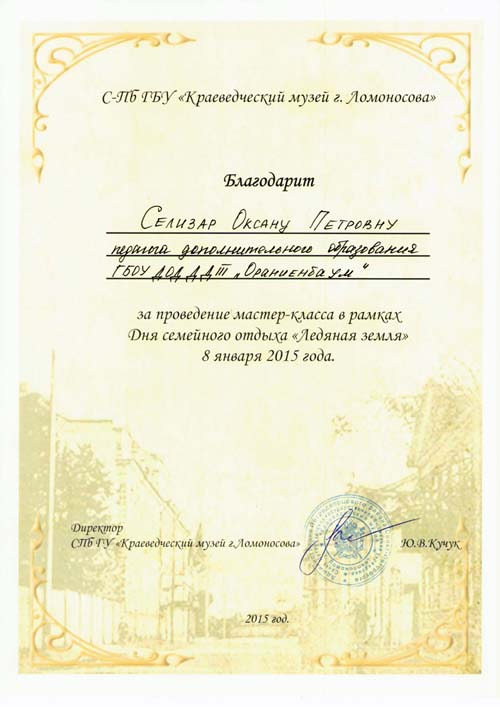 С-Пб ГБУ «Краеведческий музей г. Ломоносова»
Благодарит
Селизар Оксану Петровну
педагога дополнительного образования
ГБОУ ДОД ДДТ „Ораниенбаум“
за проведение мастер-класса в рамках
Дня семейного отдыха «Ледяная земля»
8 января 2015 года.
Директор
СПб ГУ «Краеведческий музей г.Ломоносова»
Ю.В.Кучук
2015 год.